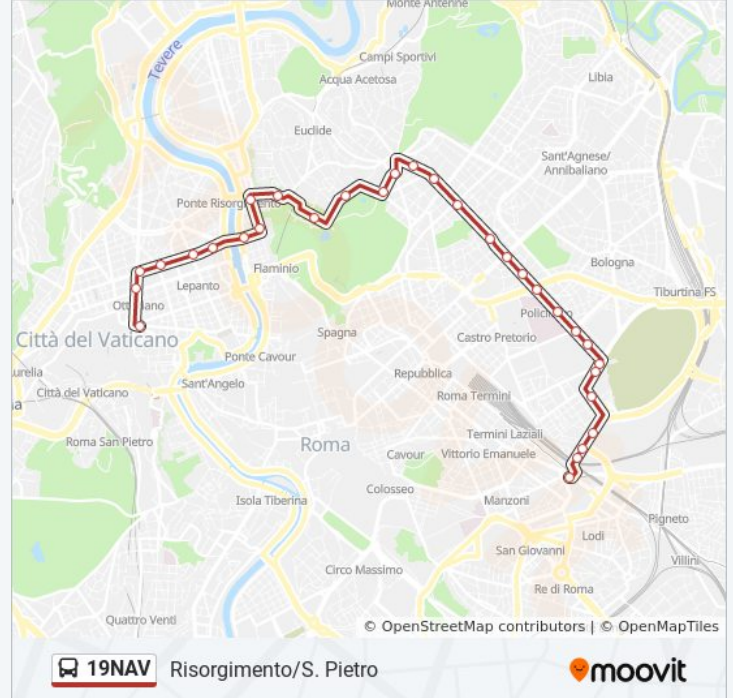 Monte Antenne
Tevere
Campi Sportivi
Acqua Acetosa
Libia
Euclide
Sant'Agnese/
Annibaliano
Ponte Risorgimento
Flaminio
Bologna
Lepanto
Tiburtina FS
Ottaviano
Policlinico
Spagna
Castro Pretorio
Città del Vaticano
Ponte Cavour
Repubblica
urelia
Sant'Angelo
Città del Vaticano
Roma Termini
ia
Termini Laziali
Roma San Pietro
Roma
Cavour
Vittorio Emanuele
Colosseo
Isola Tiberina
Manzoni
Pigneto
Lodi
San Giovanni
Villini
Circo Massimo
Re di Roma
Quattro Venti
© OpenStreetMap contributors | © OpenMapTiles
19NAV
Risorgimento/S. Pietro
moovit